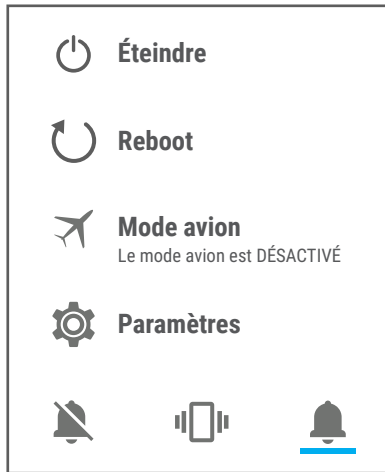 Éteindre
Reboot
Mode avion
Le mode avion est DÉSACTIVÉ
Paramètres